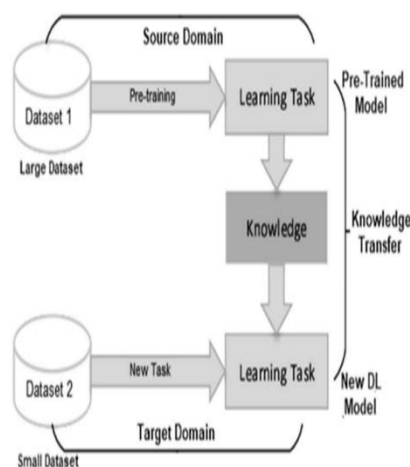 Source Domain
Dataset 1
Pre-training
Learning Task
Pre-Trained
Model
Large Dataset
Knowledge
Knowledge
Transfer
Dataset 2
New Task
Learning Task
New DL
Model
Target Domain
Small Dataset